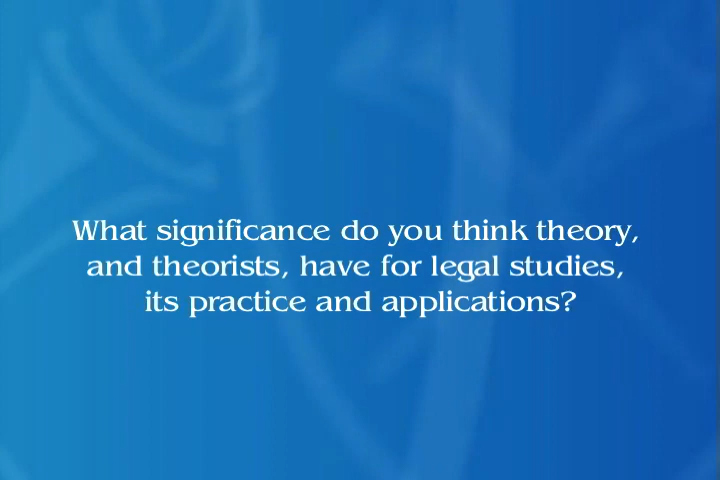 What significance do you think theory,
and theorists, have for legal studies,
its practice and applications?